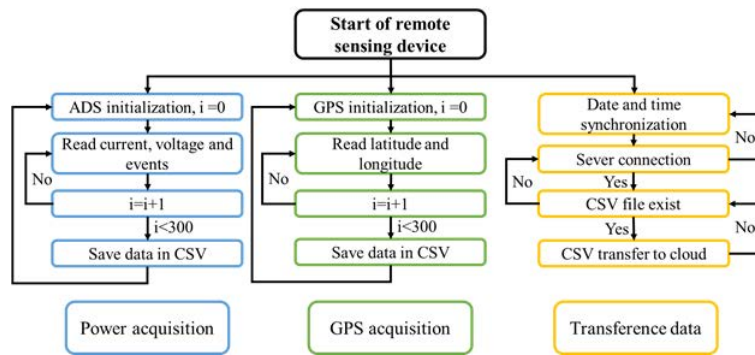 Start of remote
sensing device
ADS initialization, i =0
Read current, voltage and
events
No
i=i+1
i<300
Save data in CSV
Power acquisition
GPS initialization, i =0
Read latitude and
longitude
No
i=i+1
i<300
Save data in CSV
GPS acquisition
Date and time
synchronization
No
Sever connection
No
Yes
CSV file exist
Yes
No
CSV transfer to cloud
Transference data